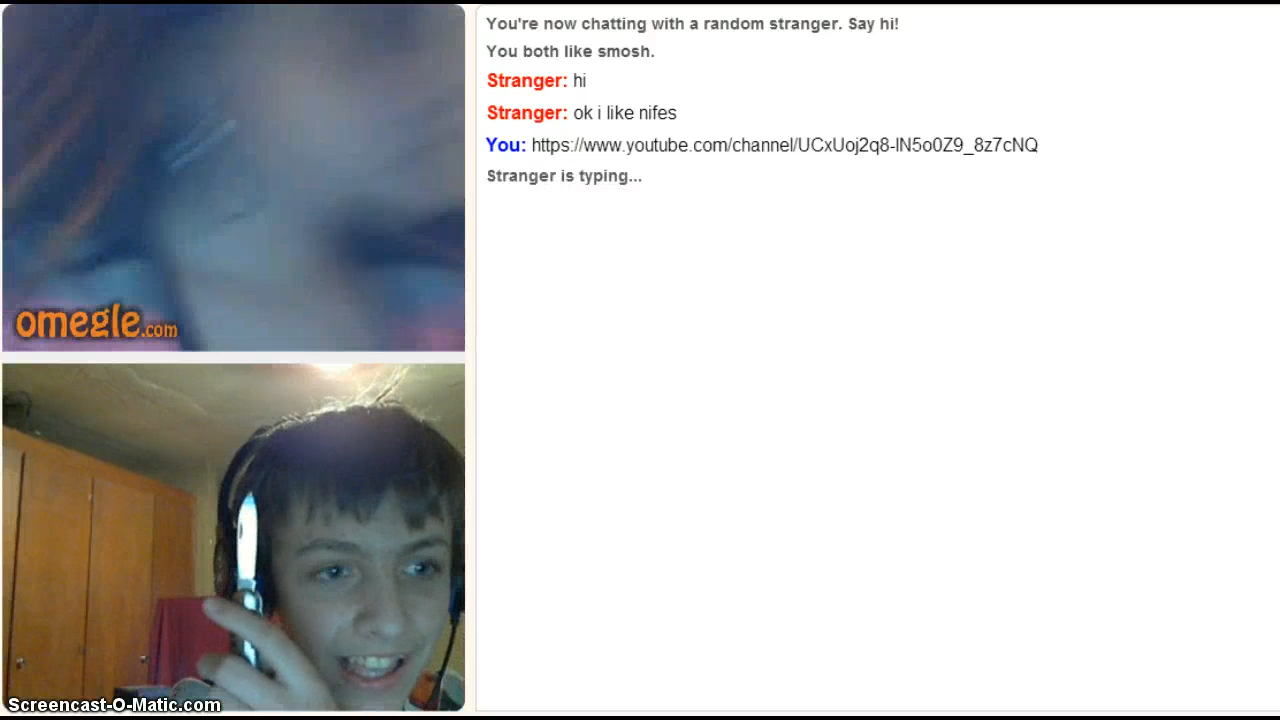 You're now chatting with a random stranger. Say hi!
You both like smosh.
Stranger: hi
Stranger: ok i like nifes
You: https://www.youtube.com/channel/UCxUoj2q8-lN5o0Z9_8z7cNQ
Stranger is typing...
omegle.com
Screencast-O-Matic.com